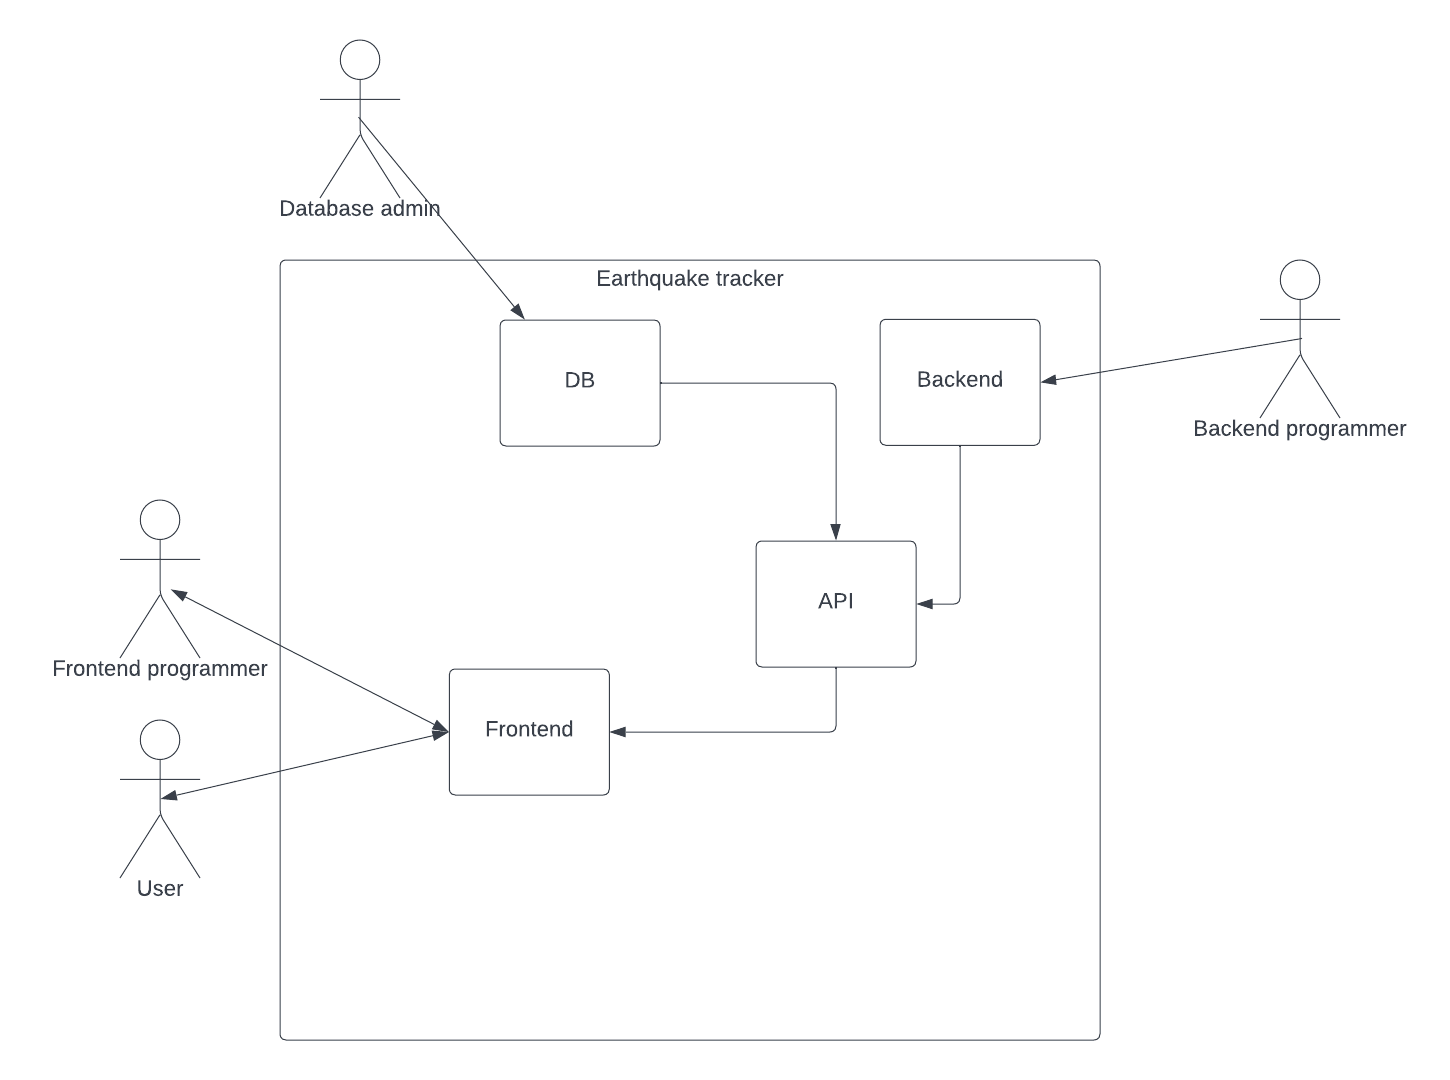 Database admin
Earthquake tracker
DB
Backend
Backend programmer
API
Frontend programmer
Frontend
User